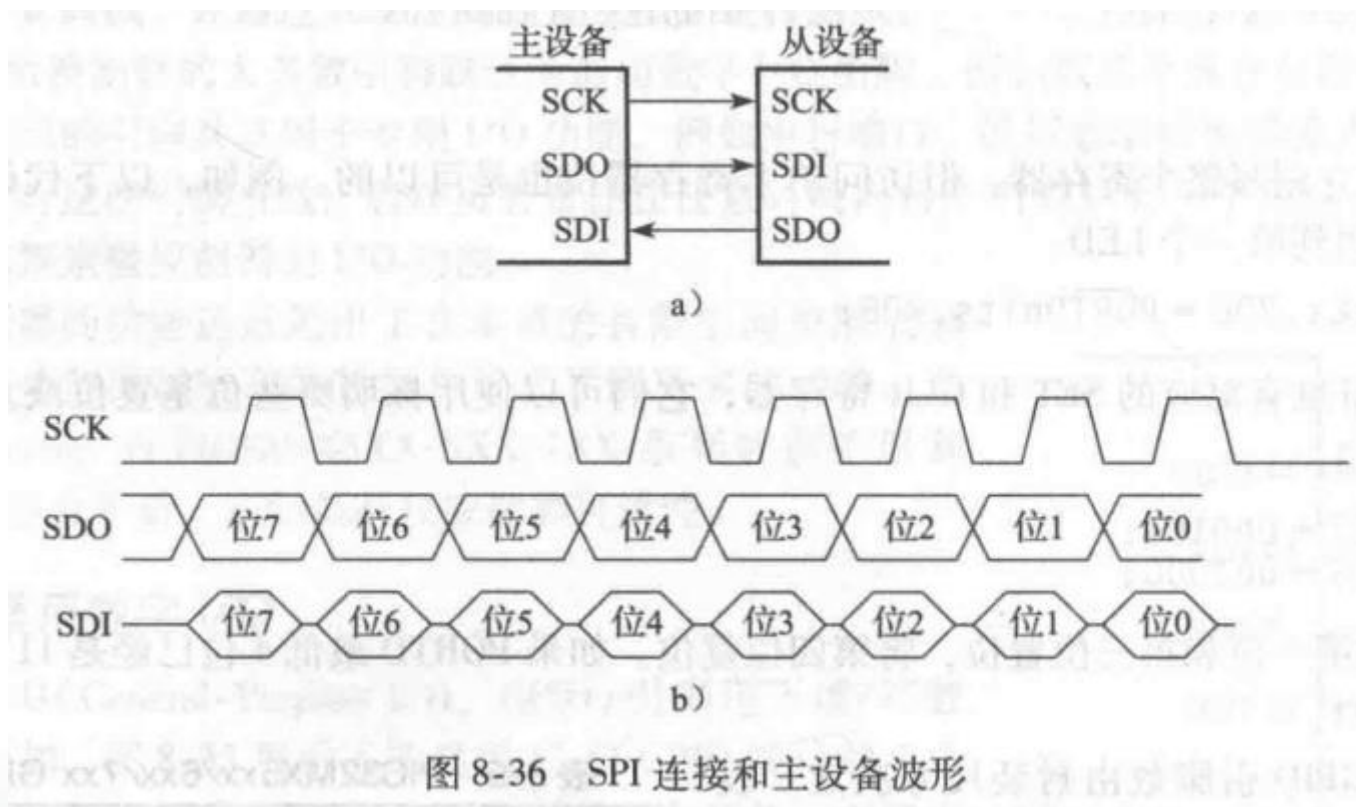 主设备 从设备
SCK SCK
SDO SDI
SDI SDO
a）
SCK
SDO 位7 位6 位5 位4 位3 位2 位1 位0
SDI 位7 位6 位5 位4 位3 位2 位1 位0
b）
图 8-36 SPI 连接和主设备波形